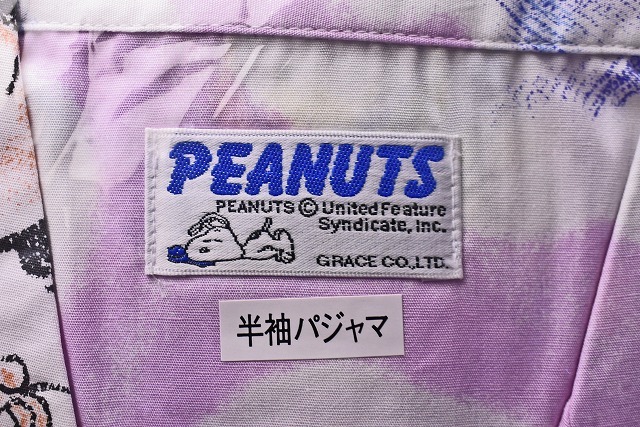 PEANUTS
PEANUTS © United Feature
Syndicate, Inc.
GRACE CO.,LTD.
半袖パジャマ